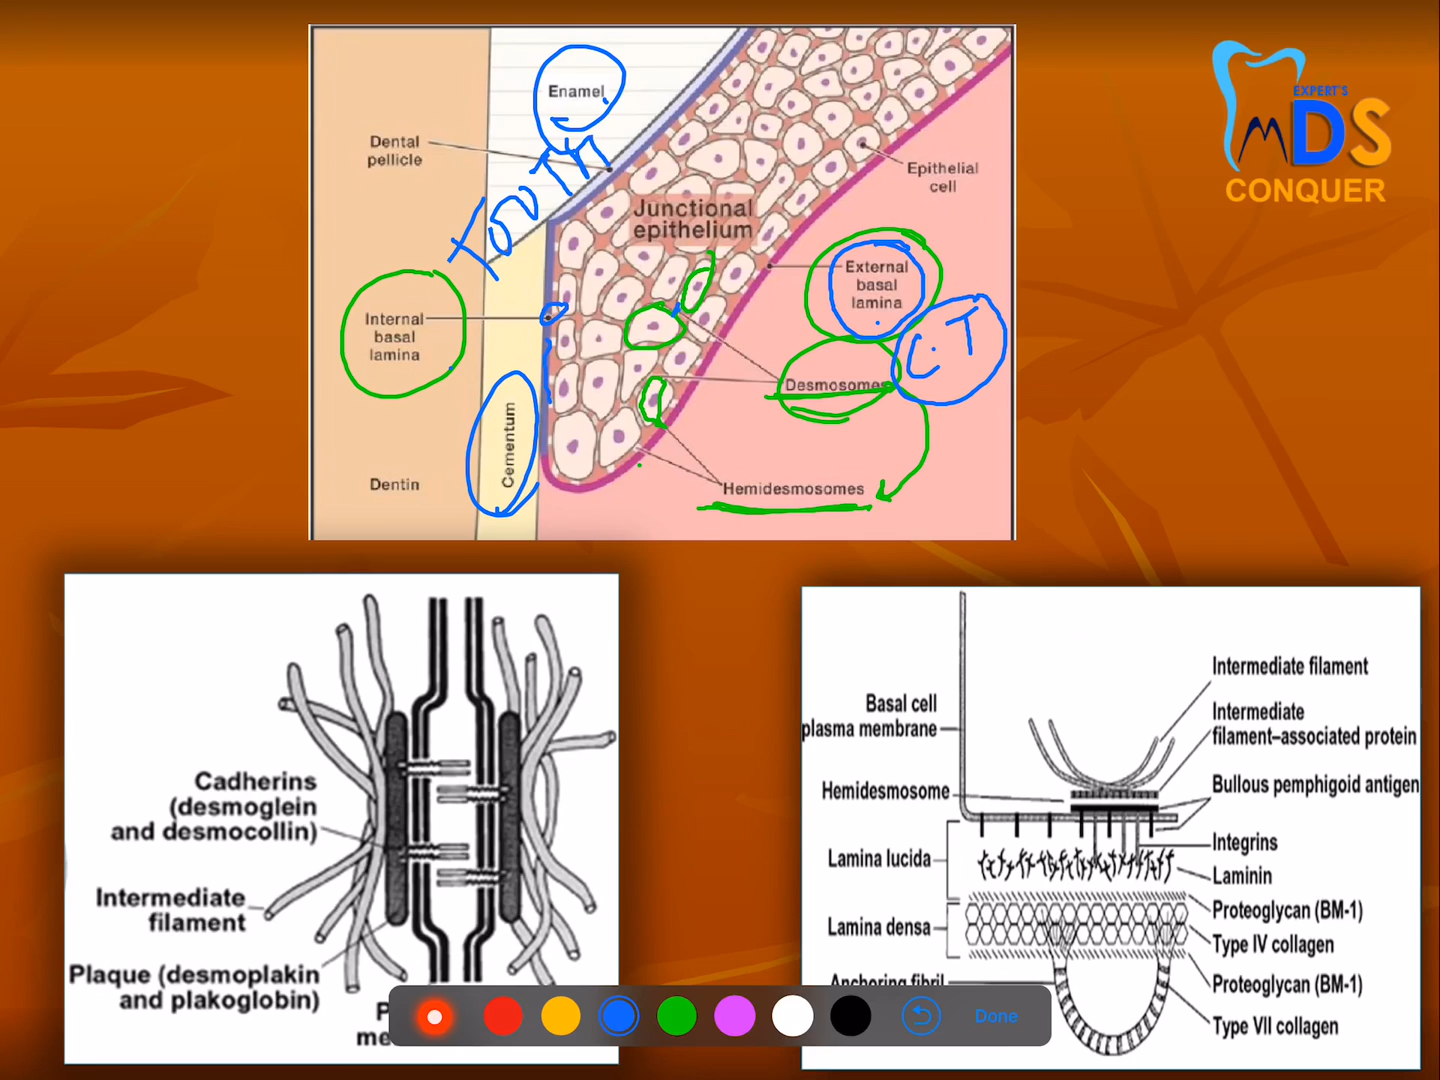 EXPERT'S
MDS
CONQUER
Enamel
Dental
pellicle
TOOTH
Epithelial
cell
Junctional
epithelium
External
basal
lamina
Internal
basal
lamina
C.T
Desmosomes
Cementum
Dentin
Hemidesmosomes
Cadherins
(desmoglein
and desmocollin)
Intermediate
filament
Plaque (desmoplakin
and plakoglobin)
Intermediate filament
Intermediate
filament–associated protein
Basal cell
plasma membrane
Bullous pemphigoid antigen
Hemidesmosome
Integrins
Lamina lucida
Laminin
Proteoglycan (BM-1)
Lamina densa
Type IV collagen
Proteoglycan (BM-1)
Anchoring fibril
Type VII collagen
Done